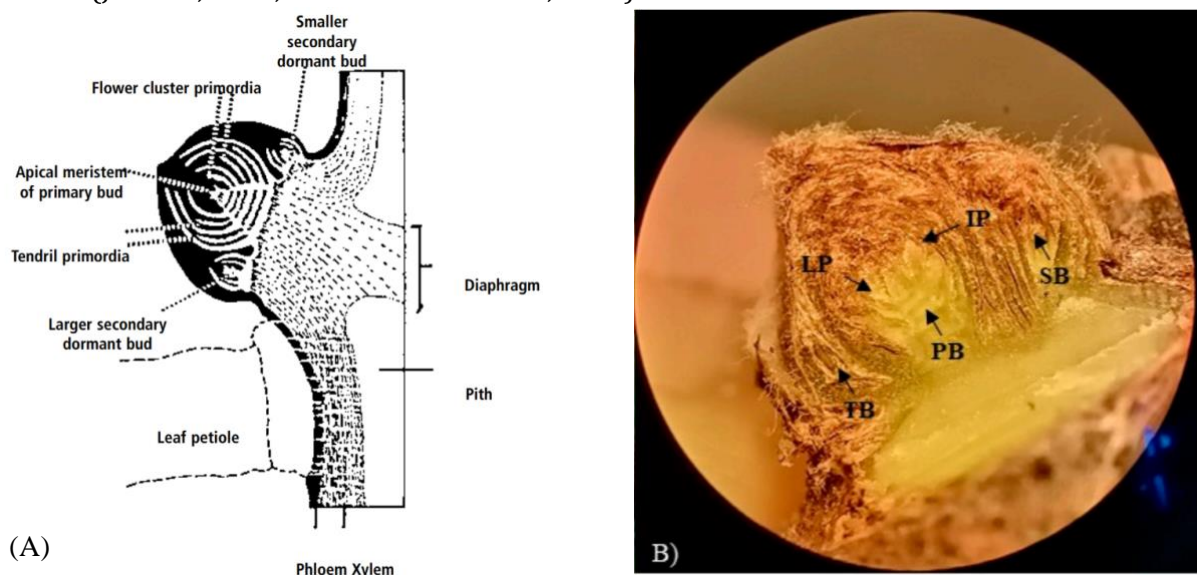 Smaller
secondary
dormant bud
Flower cluster primordia
Apical meristem
of primary bud
Tendril primordia
Larger secondary
dormant bud
Leaf petiole
Diaphragm
Pith
Phloem Xylem
(A)
IP
LP
SB
PB
TB
B)